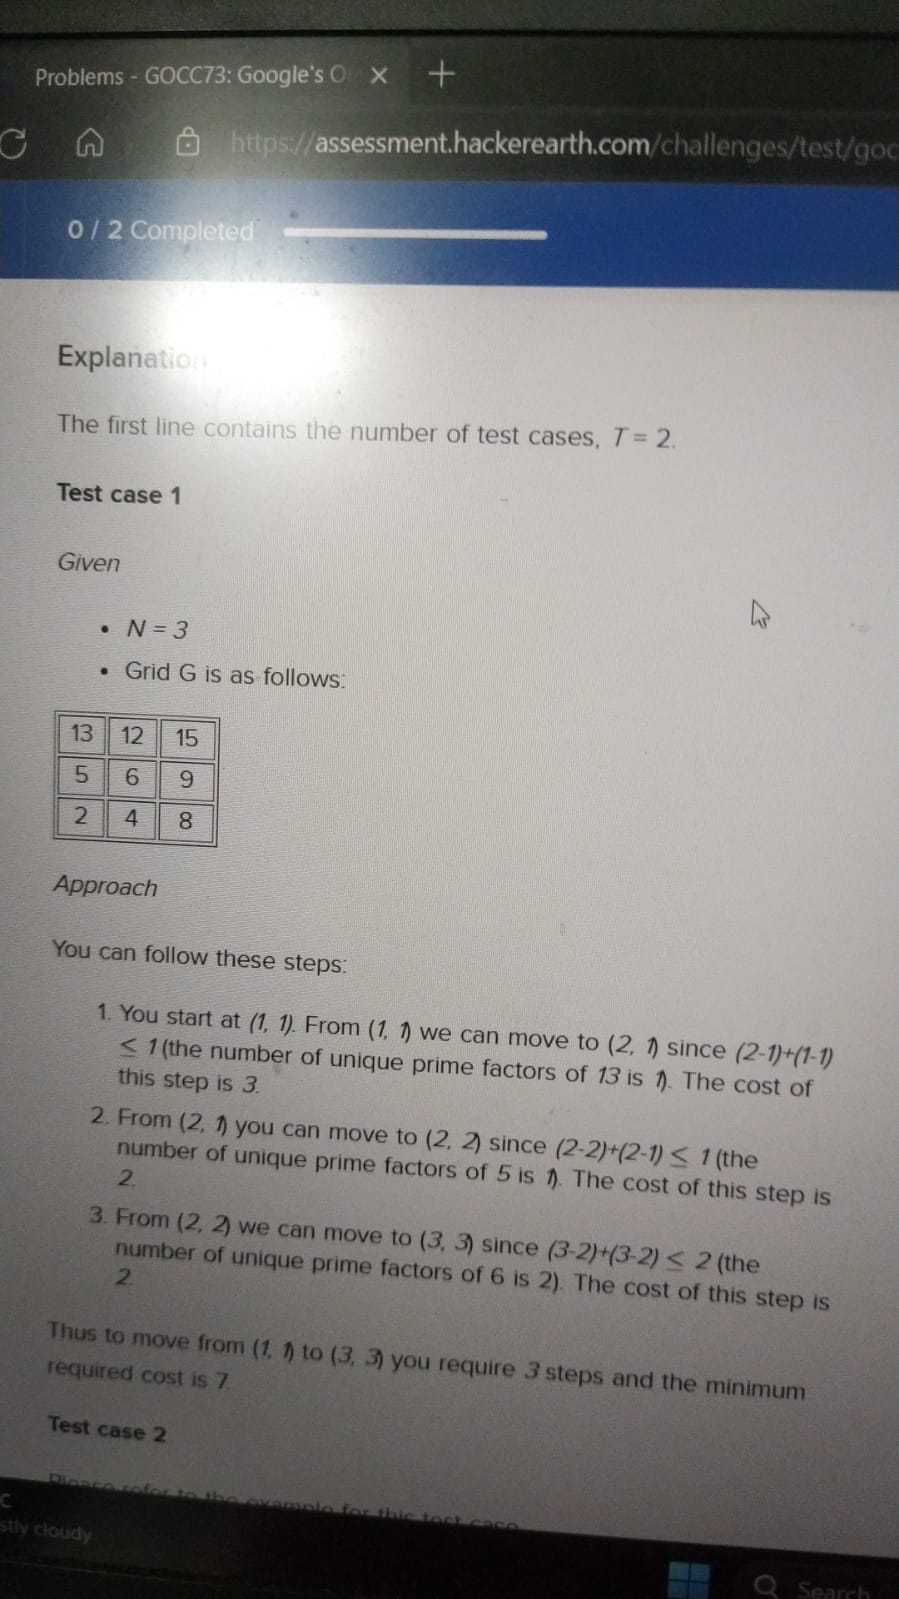 Problems - GOCC73: Google's O
https://assessment.hackerearth.com/challenges/test/goc
0 / 2 Completed
Explanation
The first line contains the number of test cases, T = 2.
Test case 1
Given
• N = 3
• Grid G is as follows:
13 12 15
5 6 9
2 4 8
Approach
You can follow these steps:
1. You start at (1, 1). From (1, 1) we can move to (2, 1) since (2-1)+(1-1)
≤ 1 (the number of unique prime factors of 13 is 1). The cost of
this step is 3.
2. From (2, 1) you can move to (2, 2) since (2-2)+(2-1) ≤ 1 (the
number of unique prime factors of 5 is 1). The cost of this step is
2.
3. From (2, 2) we can move to (3, 3) since (3-2)+(3-2) ≤ 2 (the
number of unique prime factors of 6 is 2). The cost of this step is
2.
Thus to move from (1, 1) to (3, 3) you require 3 steps and the minimum
required cost is 7.
Test case 2
Please refer to the example for this test case
C
stly cloudy
Search